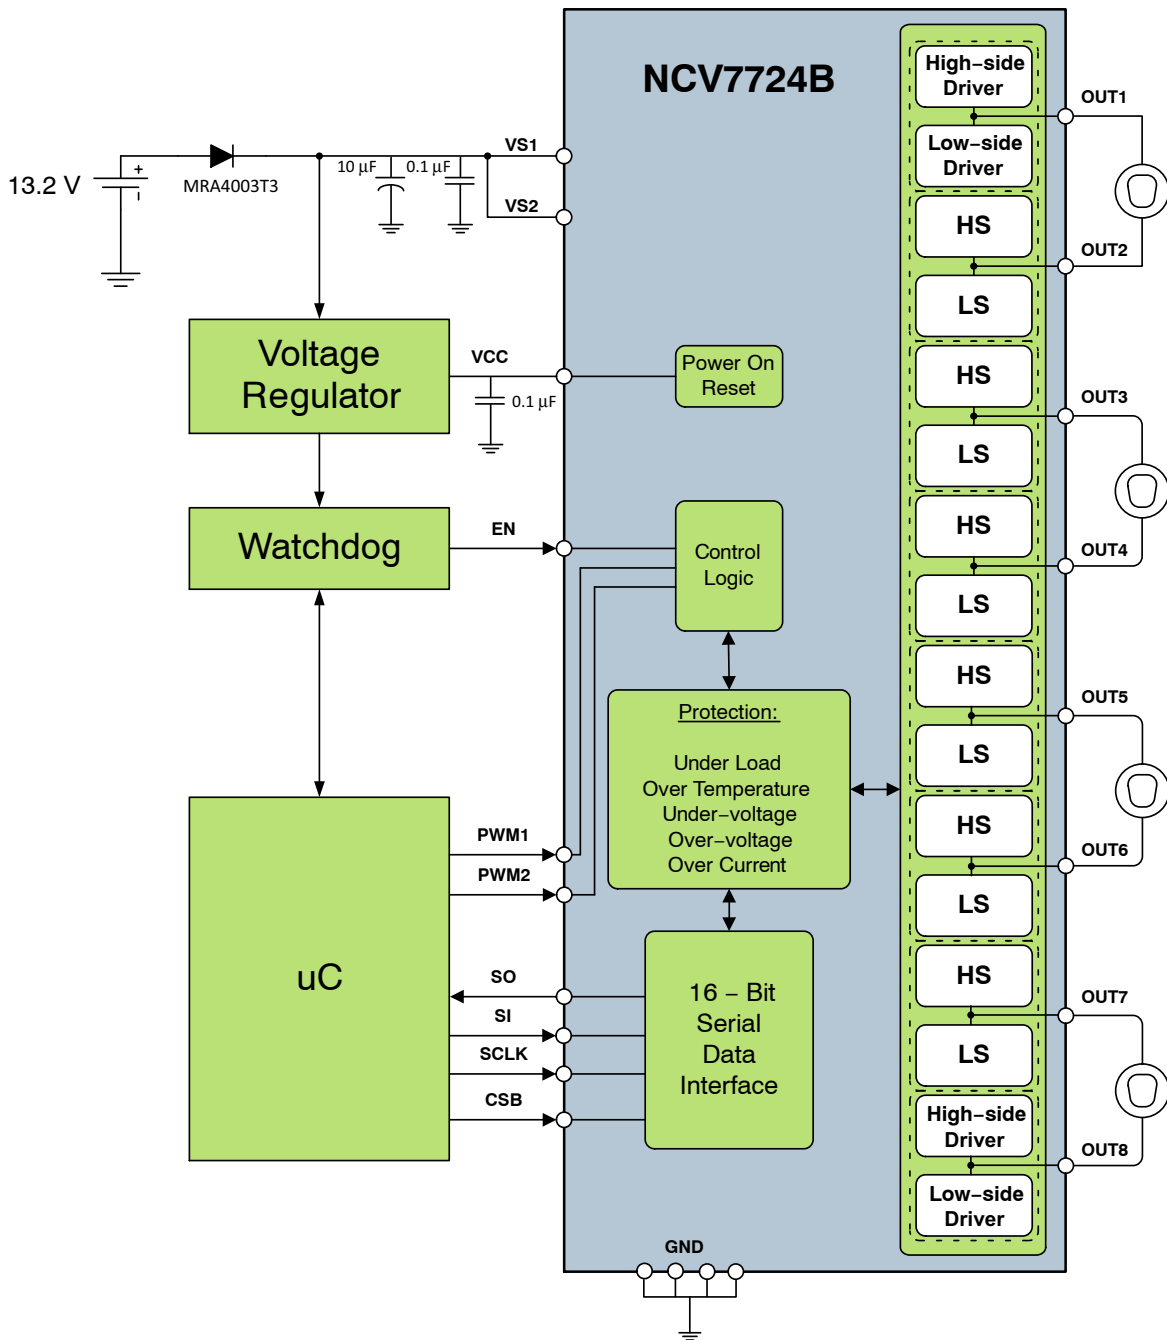 NCV7724B
High-side
Driver
OUT1
Low-side
Driver
VS1
10 µF
0.1 µF
+
13.2 V
MRA4003T3
VS2
HS
OUT2
LS
Voltage
Regulator
VCC
0.1 µF
Power On
Reset
HS
OUT3
LS
Watchdog
EN
Control
Logic
HS
OUT4
LS
HS
OUT5
LS
Protection:
Under Load
Over Temperature
Under-voltage
Over-voltage
Over Current
HS
OUT6
LS
uC
PWM1
PWM2
SO
SI
SCLK
CSB
16 – Bit
Serial
Data
Interface
HS
OUT7
LS
High-side
Driver
OUT8
Low-side
Driver
GND